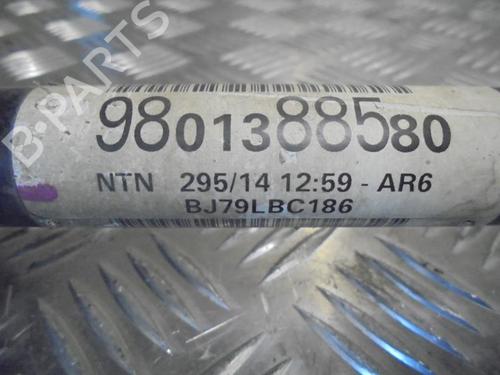 B-PARTS
9801388580
NTN 295/14 12:59 - AR6
BJ79LBC186